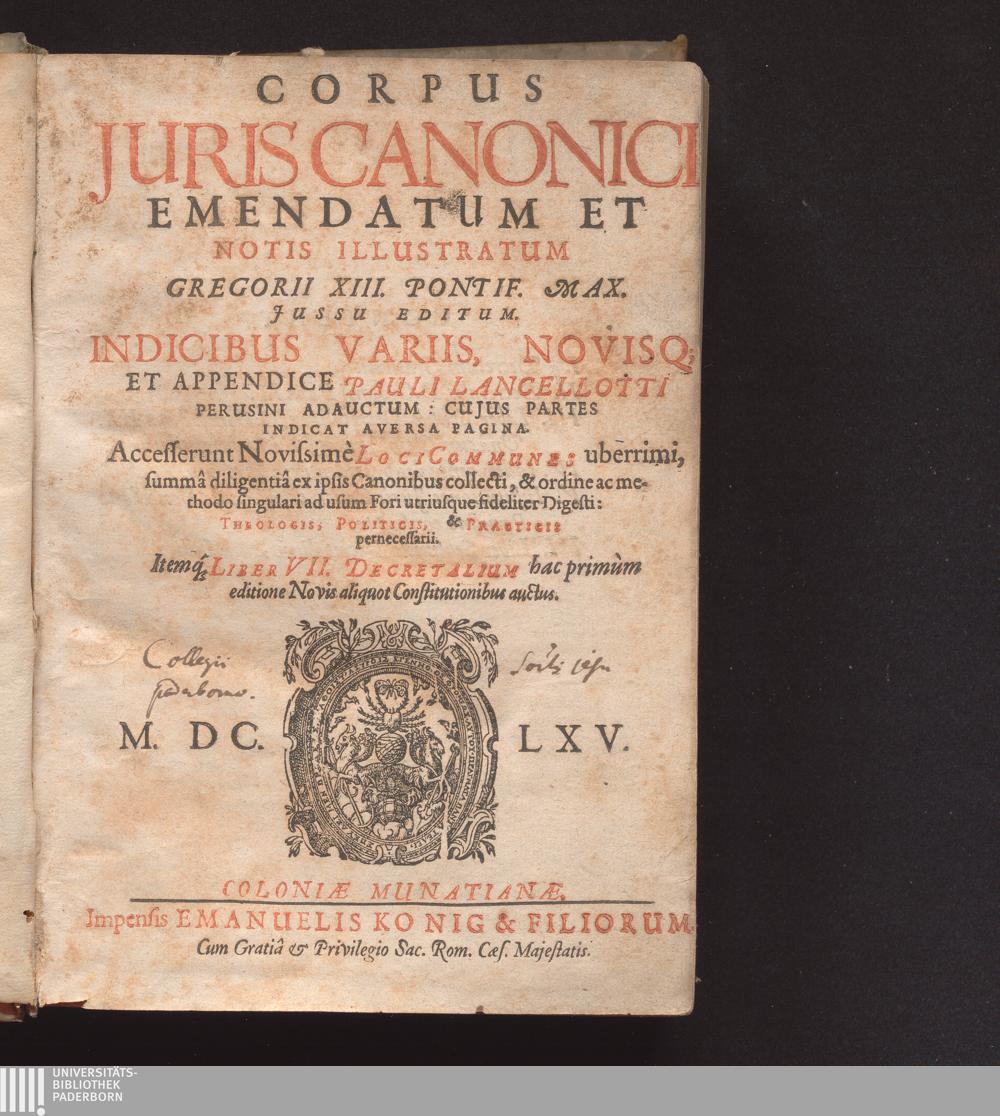 CORPUS
JURIS CANONICI
EMENDATUM ET
NOTIS ILLUSTRATUM
GREGORII XIII. PONTIF. MAX.
JUSSU EDITUM.
INDICIBUS VARIIS, NOVISQ;
ET APPENDICE PAULI LANCELLOTTI
PERUSINI ADAUCTUM: CUJUS PARTES
INDICAT AVERSA PAGINA.
Accesserunt Novissimè LOCI COMMUNES uberrimi,
summâ diligentiâ ex ipsis Canonibus collecti, & ordine ac me-
thodo singulari ad usum Fori utriusque fideliter Digesti:
THEOLOGIS, POLITICIS, & PRACTICIS
pernecessarii.
Itemq́; LIBER VII. DECRETALIUM hac primùm
editione Novis aliquot Constitutionibus auctus.
Collegii
paderborn.
Soctis jesu
M. DC. LXV.
COLONIÆ MUNATIANÆ,
Impensis EMANUELIS KONIG & FILIORUM.
Cum Gratiâ & Privilegio Sac. Rom. Cæs. Majestatis.
UNIVERSITÄTS-
BIBLIOTHEK
PADERBORN